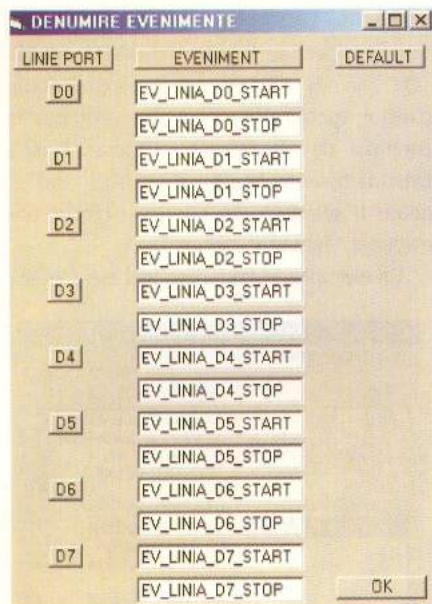 DENUMIRE EVENIMENTE
LINIE PORT EVENIMENT DEFAULT
D0 EV_LINIA_D0_START
EV_LINIA_D0_STOP
D1 EV_LINIA_D1_START
EV_LINIA_D1_STOP
D2 EV_LINIA_D2_START
EV_LINIA_D2_STOP
D3 EV_LINIA_D3_START
EV_LINIA_D3_STOP
D4 EV_LINIA_D4_START
EV_LINIA_D4_STOP
D5 EV_LINIA_D5_START
EV_LINIA_D5_STOP
D6 EV_LINIA_D6_START
EV_LINIA_D6_STOP
D7 EV_LINIA_D7_START
EV_LINIA_D7_STOP OK